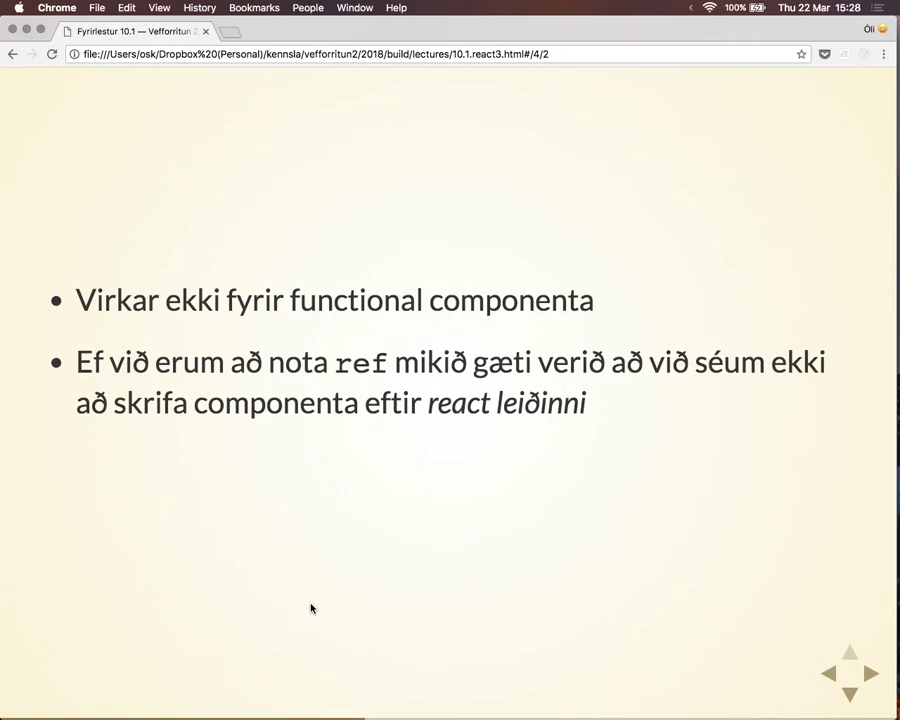 Chrome File Edit View History Bookmarks People Window Help 100% Thu 22 Mar 15:28
Fyrirlestur 10.1 — Vefforritun 2 Óli
file:///Users/osk/Dropbox%20(Personal)/kennsla/vefforritun2/2018/build/lectures/10.1.react3.html#/4/2
• Virkar ekki fyrir functional componenta
• Ef við erum að nota ref mikið gæti verið að við séum ekki
að skrifa componenta eftir react leiðinni